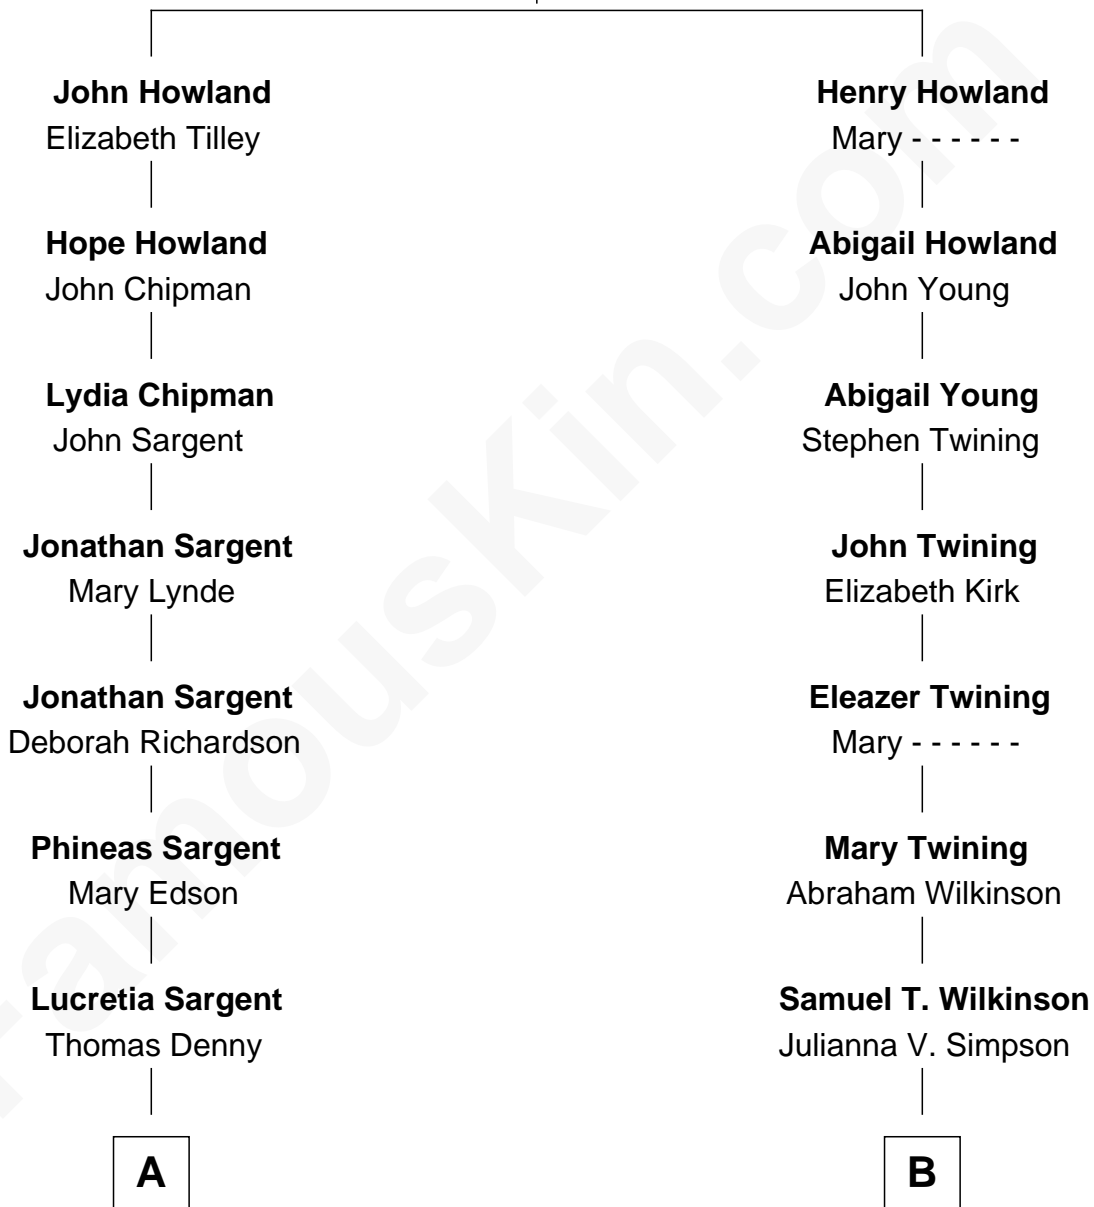 John Howland
Elizabeth Tilley
Hope Howland
John Chipman
Lydia Chipman
John Sargent
Jonathan Sargent
Mary Lynde
Jonathan Sargent
Deborah Richardson
Phineas Sargent
Mary Edson
Lucretia Sargent
Thomas Denny
A
Henry Howland
Mary - - - - - -
Abigail Howland
John Young
Abigail Young
Stephen Twining
John Twining
Elizabeth Kirk
Eleazer Twining
Mary - - - - - -
Mary Twining
Abraham Wilkinson
Samuel T. Wilkinson
Julianna V. Simpson
B
FamousKin.com